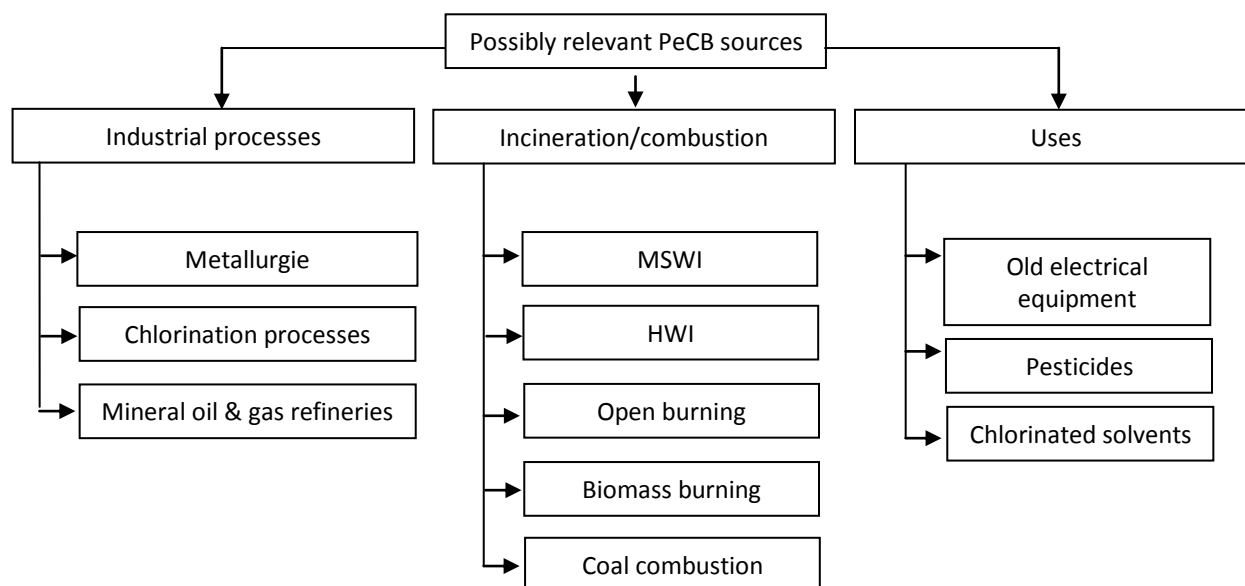 Possibly relevant PeCB sources
Industrial processes
Incineration/combustion
Uses
Metallurgie
Chlorination processes
Mineral oil & gas refineries
MSWI
HWI
Open burning
Biomass burning
Coal combustion
Old electrical
equipment
Pesticides
Chlorinated solvents